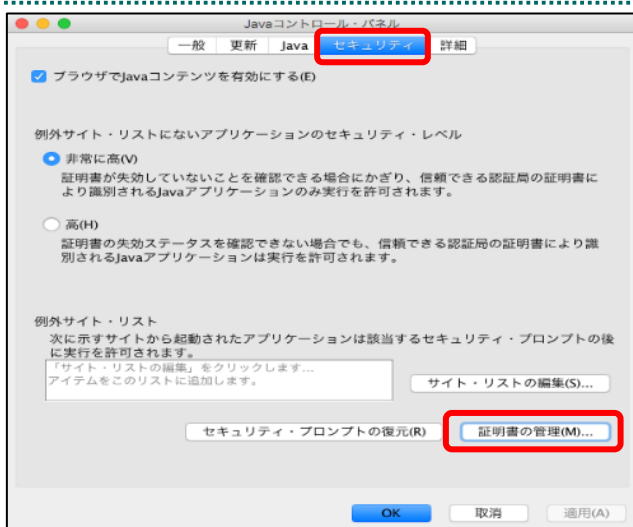 Javaコントロール・パネル
一般 更新 Java セキュリティ 詳細
ブラウザでJavaコンテンツを有効にする(E)
例外サイト・リストにないアプリケーションのセキュリティ・レベル
非常に高(V)
証明書が失効していないことを確認できる場合にかぎり、信頼できる認証局の証明書に
より識別されるJavaアプリケーションのみ実行を許可されます。
高(H)
証明書の失効ステータスを確認できない場合でも、信頼できる認証局の証明書により識
別されるJavaアプリケーションは実行を許可されます。
例外サイト・リスト
次に示すサイトから起動されたアプリケーションは該当するセキュリティ・プロンプトの後
に実行を許可されます。
「サイト・リストの編集」をクリックします...
アイテムをこのリストに追加します。
サイト・リストの編集(S)...
セキュリティ・プロンプトの復元(R) 証明書の管理(M)...
OK 取消 適用(A)